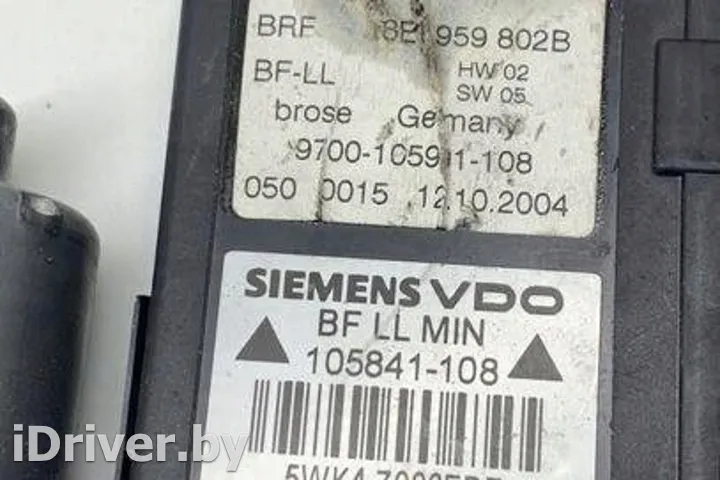 BRF 8E 959 802B
BF-LL HW 02
SW 05
brose Germany
9700-105911-108
050 0015 12.10.2004
SIEMENS VDO
BF LL MIN
105841-108
iDriver.by